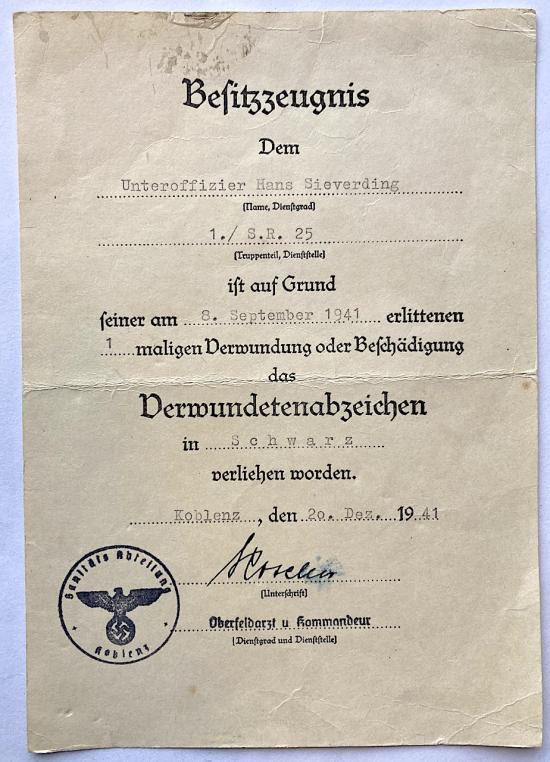 Besitzzeugnis
Dem
Unteroffizier Hans Sieverding
(Name, Dienstgrad)
1./ S.R. 25
(Truppenteil, Dienststelle)
ist auf Grund
seiner am 8. September 1941 erlittenen
1 maligen Verwundung oder Beschädigung
das
Verwundetenabzeichen
in Schwarz
verliehen worden.
Koblenz, den 20. Dez. 1941
(Unterschrift)
Oberfeldarzt u. Kommandeur
(Dienstgrad und Dienststelle)
Sanitäts Abteilung
Koblenz